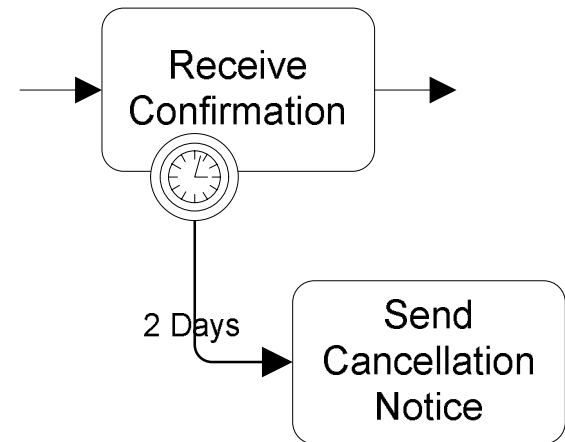 Receive
Confirmation
2 Days
Send
Cancellation
Notice